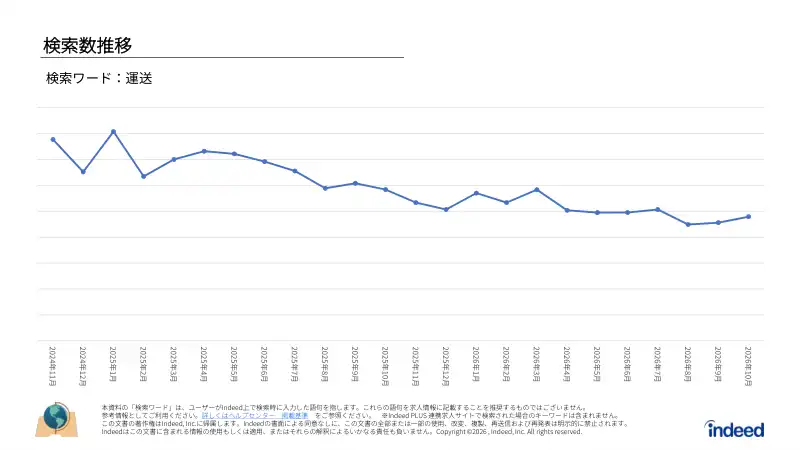 検索数推移
検索ワード：運送
2024年11月
2024年12月
2025年1月
2025年2月
2025年3月
2025年4月
2025年5月
2025年6月
2025年7月
2025年8月
2025年9月
2025年10月
2025年11月
2025年12月
2026年1月
2026年2月
2026年3月
2026年4月
2026年5月
2026年6月
2026年7月
2026年8月
2026年9月
2026年10月
本資料の「検索ワード」は、ユーザーがIndeed上で検索時に入力した語句を指します。これらの語句を求人情報に記載することを推奨するものではございません。
参考情報としてご利用ください。詳しくはヘルプセンター 掲載基準 をご参照ください。 ※Indeed PLUS 連携求人サイトで検索された場合のキーワードは含まれません。
この文書の著作権はIndeed, Inc.に帰属します。Indeedの書面による同意なしに、この文書の全部または一部の使用、改変、複製、再送信および再発表は明示的に禁止されます。
Indeedはこの文書に含まれる情報の使用もしくは適用、またはそれらの解釈によるいかなる責任も負いません。Copyright ©2026 , Indeed, Inc. All rights reserved.
indeed